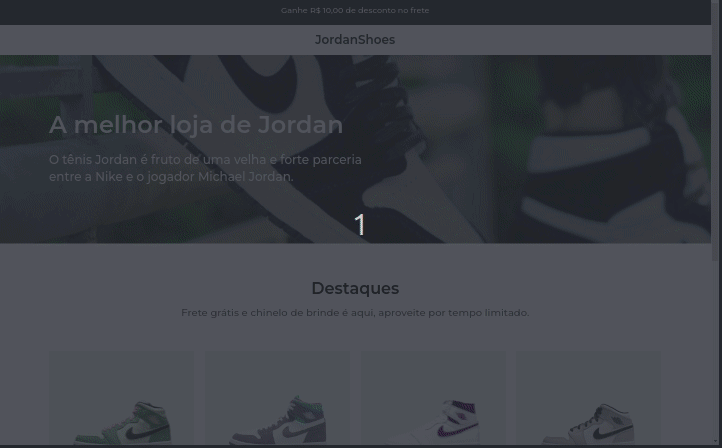 Ganhe R$ 10,00 de desconto no frete
JordanShoes
A melhor loja de Jordan
O tênis Jordan é fruto de uma velha e forte parceria
entre a Nike e o jogador Michael Jordan.
1
Destaques
Frete grátis e chinelo de brinde é aqui, aproveite por tempo limitado.